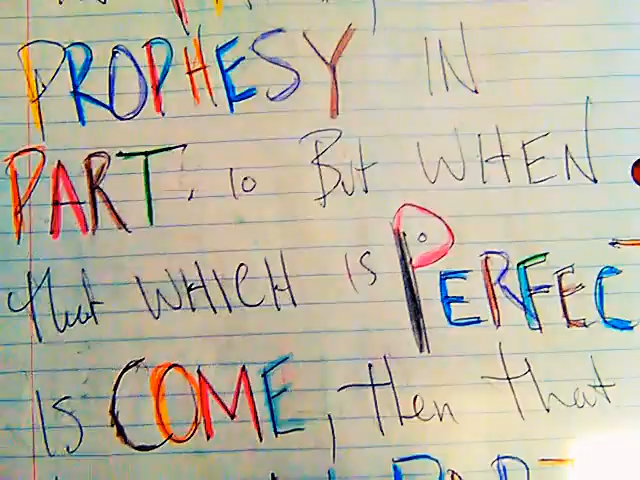 PROPHESY IN
PART. 10 But WHEN
that WHICH is PERFEC
is COME, then that